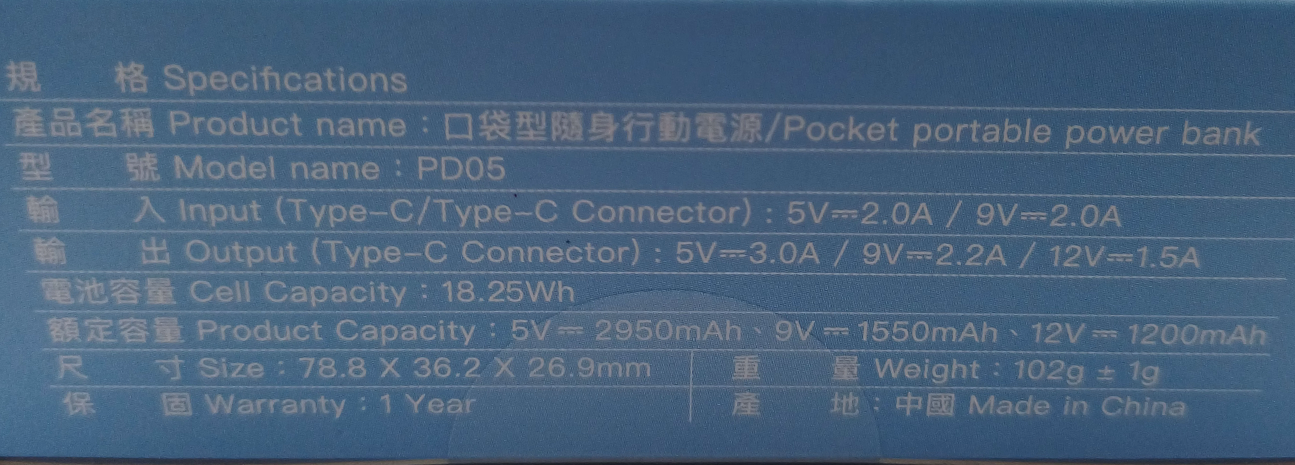 規格 Specifications
產品名稱 Product name：口袋型隨身行動電源/Pocket portable power bank
型號 Model name：PD05
輸入 Input (Type-C/Type-C Connector)：5V⎓2.0A / 9V⎓2.0A
輸出 Output (Type-C Connector)：5V⎓3.0A / 9V⎓2.2A / 12V⎓1.5A
電池容量 Cell Capacity：18.25Wh
額定容量 Product Capacity：5V⎓2950mAh、9V⎓1550mAh、12V⎓1200mAh
尺寸 Size：78.8 X 36.2 X 26.9mm 重量 Weight：102g ± 1g
保固 Warranty：1 Year 產地：中國 Made in China